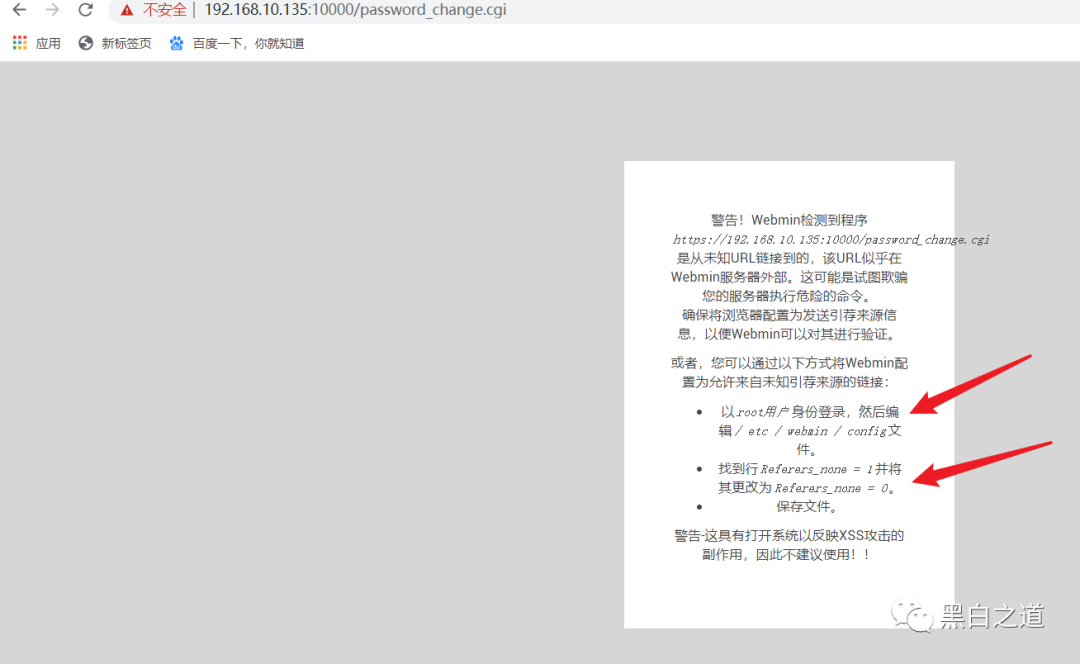 不安全 | 192.168.10.135:10000/password_change.cgi
应用 新标签页 百度一下，你就知道
警告！Webmin检测到程序
https://192.168.10.135:10000/password_change.cgi
是从未知URL链接到的，该URL似乎在
Webmin服务器外部。这可能是试图欺骗
您的服务器执行危险的命令。
确保将浏览器配置为发送引荐来源信
息，以便Webmin可以对其进行验证。
或者，您可以通过以下方式将Webmin配
置为允许来自未知引荐来源的链接：
• 以root用户身份登录，然后编
辑 / etc / webmin / config文
件。
• 找到行Referers_none = 1并将
其更改为Referers_none = 0。
• 保存文件。
警告-这具有打开系统以反映XSS攻击的
副作用，因此不建议使用！！
黑白之道